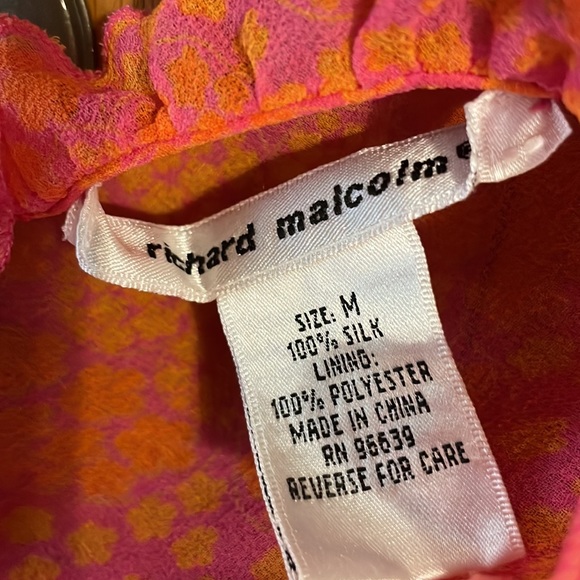 richard malcolm®
SIZE: M
100% SILK
LINING:
100% POLYESTER
MADE IN CHINA
RN 96639
REVERSE FOR CARE